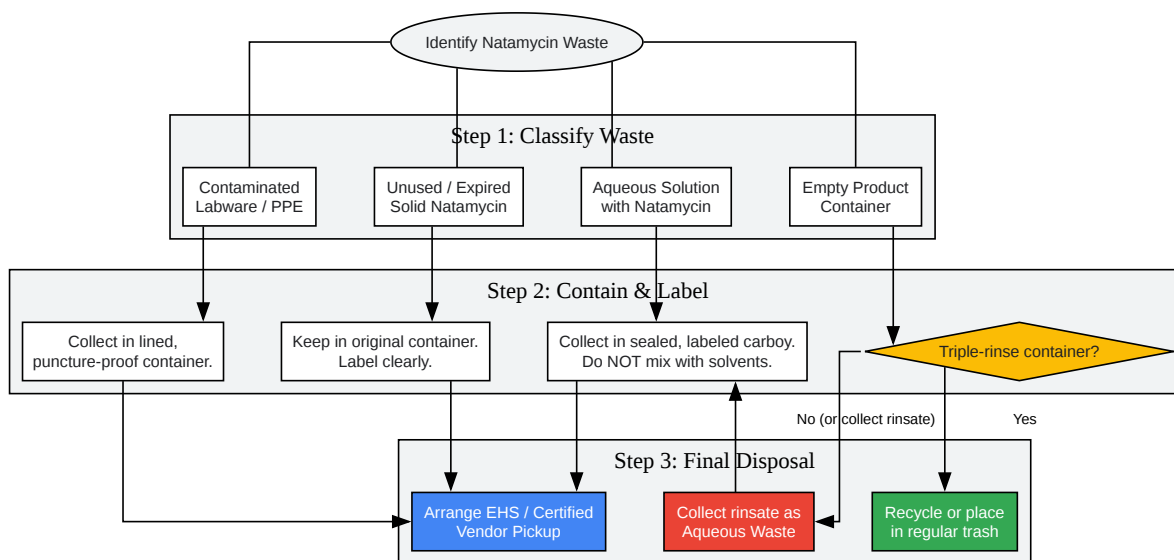 Identify Natamycin Waste
Step 1: Classify Waste
Contaminated
Labware / PPE
Unused / Expired
Solid Natamycin
Aqueous Solution
with Natamycin
Empty Product
Container
Step 2: Contain & Label
Collect in lined,
puncture-proof container.
Keep in original container.
Label clearly.
Collect in sealed, labeled carboy.
Do NOT mix with solvents.
Triple-rinse container?
No (or collect rinsate)
Yes
Step 3: Final Disposal
Arrange EHS / Certified
Vendor Pickup
Collect rinsate as
Aqueous Waste
Recycle or place
in regular trash